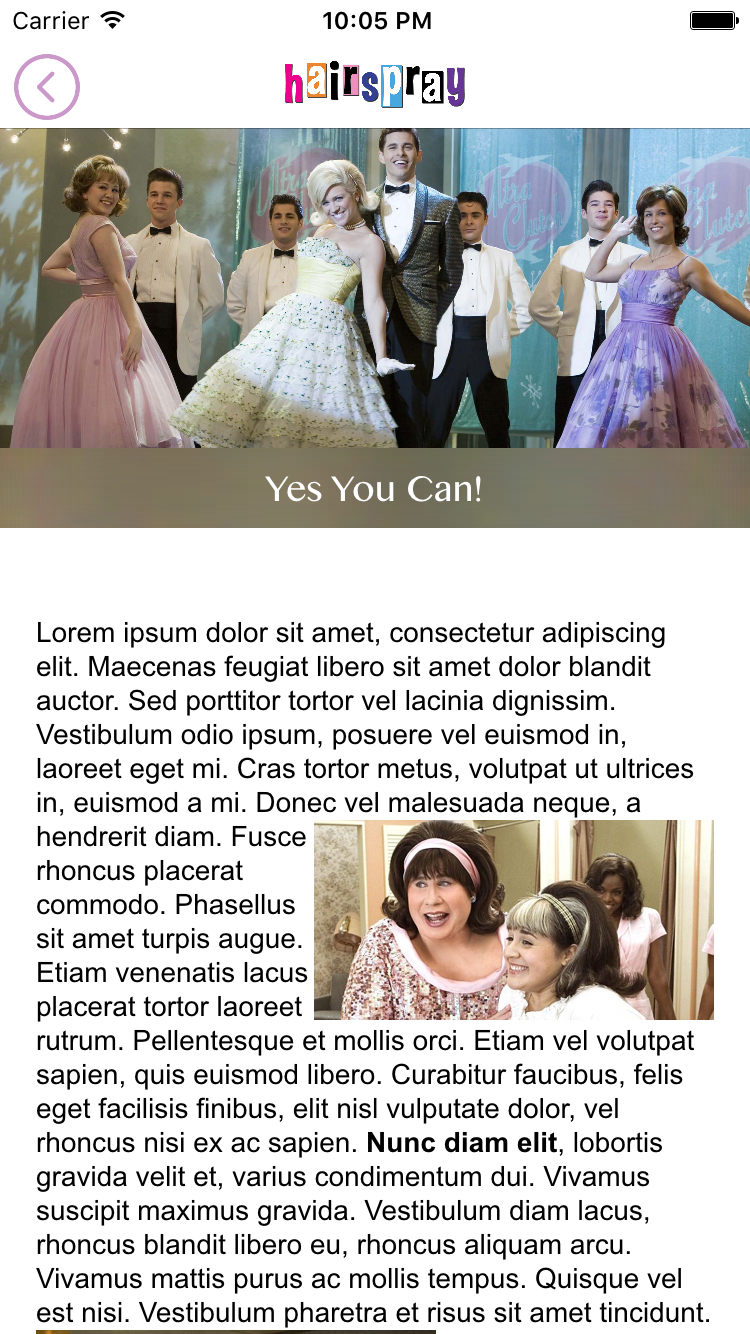 Carrier 10:05 PM
hairspray
Ultra Clutch
Ultra Clutch
Yes You Can!
Lorem ipsum dolor sit amet, consectetur adipiscing
elit. Maecenas feugiat libero sit amet dolor blandit
auctor. Sed porttitor tortor vel lacinia dignissim.
Vestibulum odio ipsum, posuere vel euismod in,
laoreet eget mi. Cras tortor metus, volutpat ut ultrices
in, euismod a mi. Donec vel malesuada neque, a
hendrerit diam. Fusce
rhoncus placerat
commodo. Phasellus
sit amet turpis augue.
Etiam venenatis lacus
placerat tortor laoreet
rutrum. Pellentesque et mollis orci. Etiam vel volutpat
sapien, quis euismod libero. Curabitur faucibus, felis
eget facilisis finibus, elit nisl vulputate dolor, vel
rhoncus nisi ex ac sapien. Nunc diam elit, lobortis
gravida velit et, varius condimentum dui. Vivamus
suscipit maximus gravida. Vestibulum diam lacus,
rhoncus blandit libero eu, rhoncus aliquam arcu.
Vivamus mattis purus ac mollis tempus. Quisque vel
est nisi. Vestibulum pharetra et risus sit amet tincidunt.